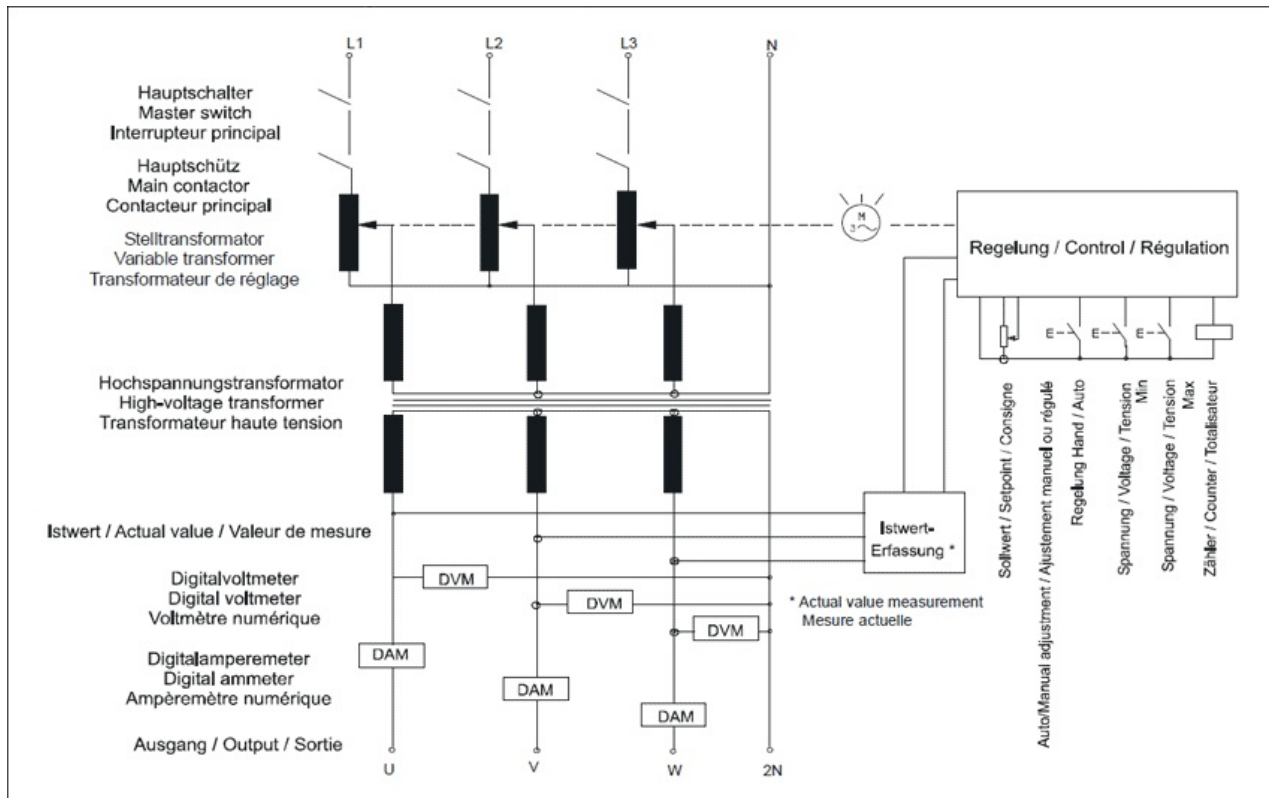 L1
L2
L3
N
Hauptschalter
Master switch
Interrupteur principal
Hauptschütz
Main contactor
Contacteur principal
Stelltransformator
Variable transformer
Transformateur de réglage
M
3~
Regelung / Control / Régulation
E
E
E
Hochspannungstransformator
High-voltage transformer
Transformateur haute tension
Sollwert / Setpoint / Consigne
Auto/Manual adjustment / Ajustement manuel ou régulé
Regelung Hand / Auto
Spannung / Voltage / Tension
Min
Spannung / Voltage / Tension
Max
Zähler / Counter / Totalisateur
Istwert / Actual value / Valeur de mesure
Istwert-
Erfassung *
Digitalvoltmeter
Digital voltmeter
Voltmètre numérique
DVM
DVM
DVM
* Actual value measurement
Mesure actuelle
Digitalamperemeter
Digital ammeter
Ampèremètre numérique
DAM
DAM
DAM
Ausgang / Output / Sortie
U
V
W
2N